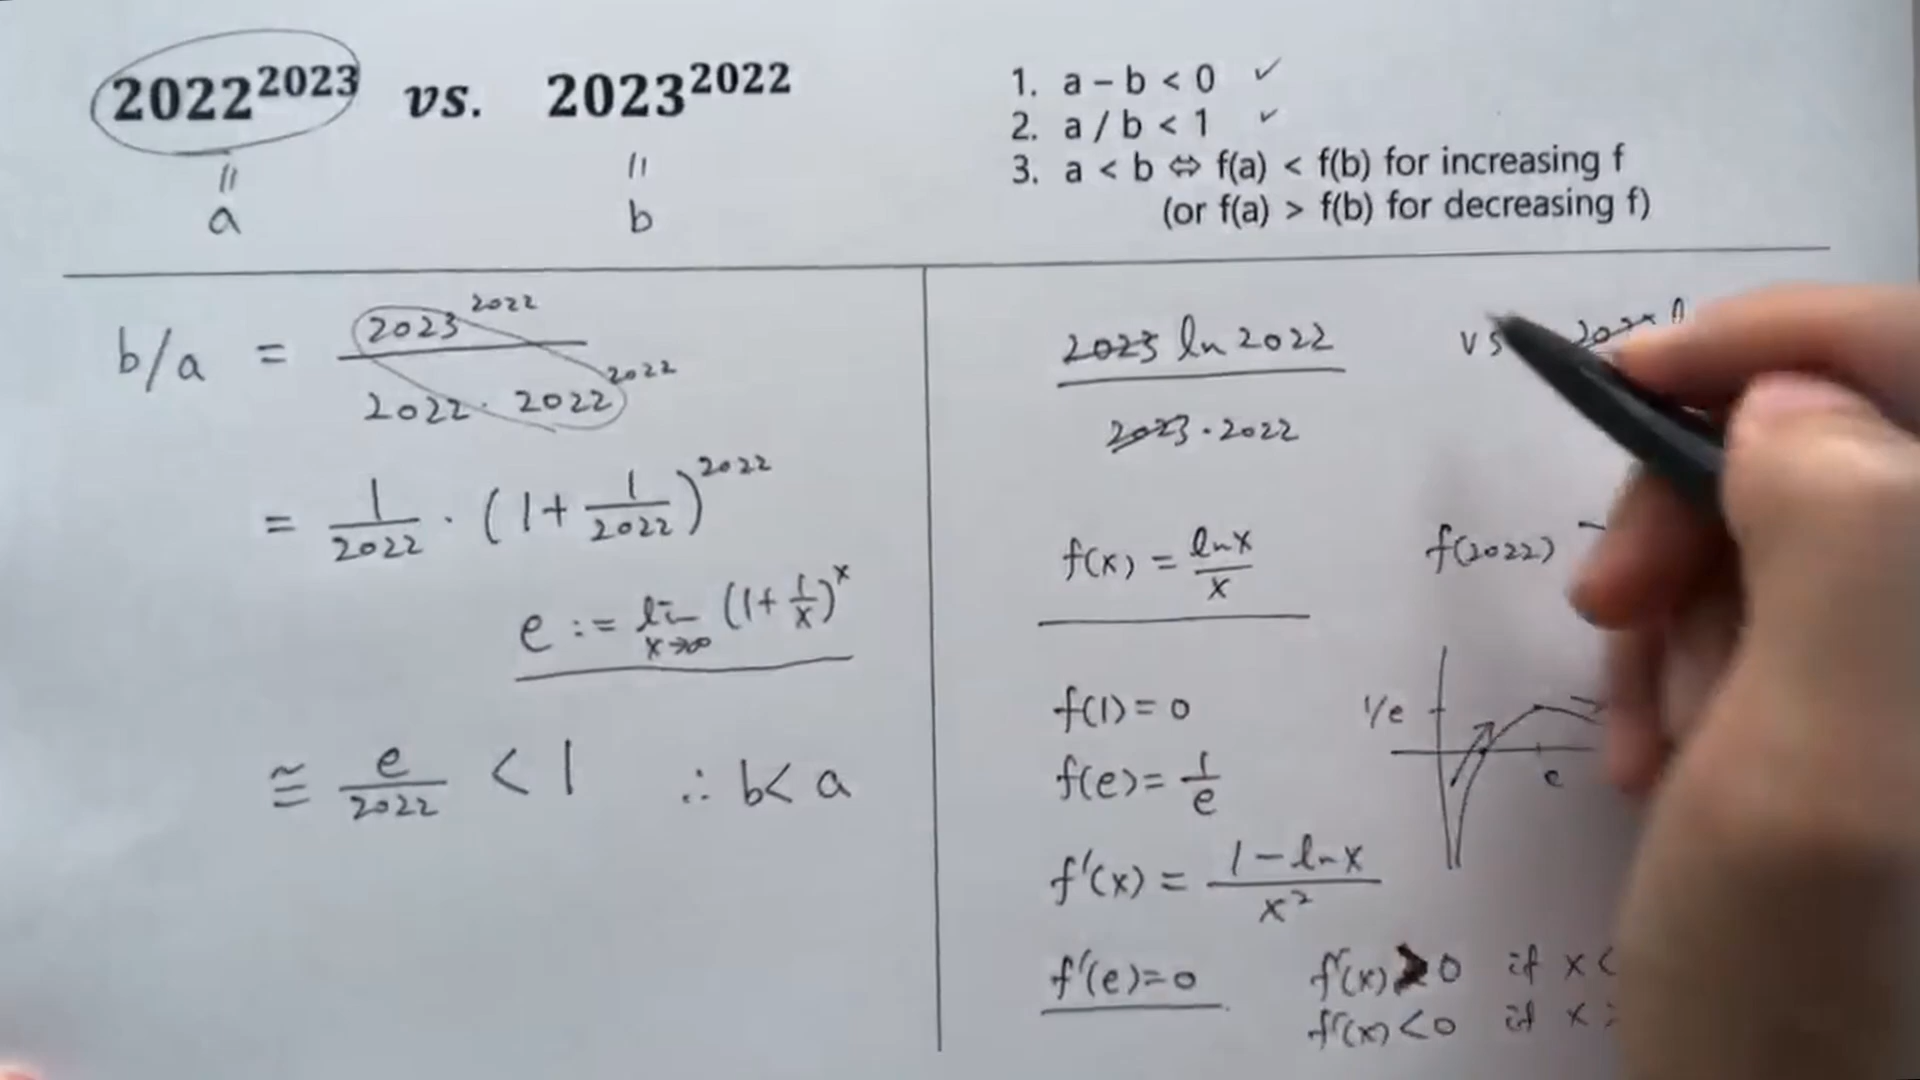 2022^2023 vs. 2023^2022
1. a – b < 0 ✓
2. a / b < 1 ✓
3. a < b ⇔ f(a) < f(b) for increasing f
(or f(a) > f(b) for decreasing f)
=
a
=
b
b/a = 2023^2022 / 2022 · 2022^2022
= 1/2022 · (1 + 1/2022)^2022
e := lim x→∞ (1 + 1/x)^x
≅ e/2022 < 1 ∴ b < a
2023 ln 2022 vs
2023 · 2022
f(x) = ln x / x
f(2022)
f(1) = 0
1/e
e
f(e) = 1/e
f'(x) = 1 – ln x / x²
f'(e) = 0
f'(x) > 0 if x <
f'(x) < 0 if x >